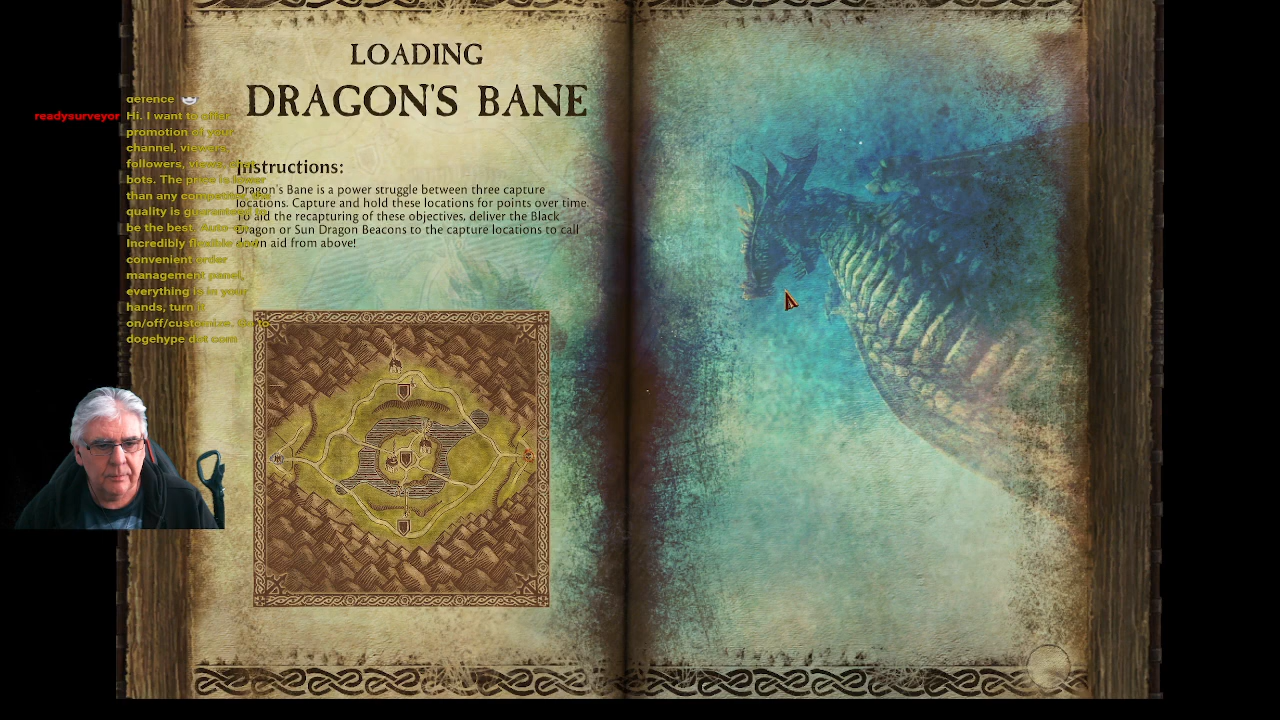 LOADING
DRAGON'S BANE
Instructions:
Dragon's Bane is a power struggle between three capture
locations. Capture and hold these locations for points over time.
To aid the recapturing of these objectives, deliver the Black
Dragon or Sun Dragon Beacons to the capture locations to call
down aid from above!
defence
readysurveyor Hi. I want to offer
promotion of your
channel, viewers,
followers, views, chat
bots. The price is lower
than any competitor, the
quality is guaranteed to
be the best.
Incredibly flexible and
convenient order
management panel,
everything is in your
hands, turn it
on/off/customize. Go to
dogehype dot com